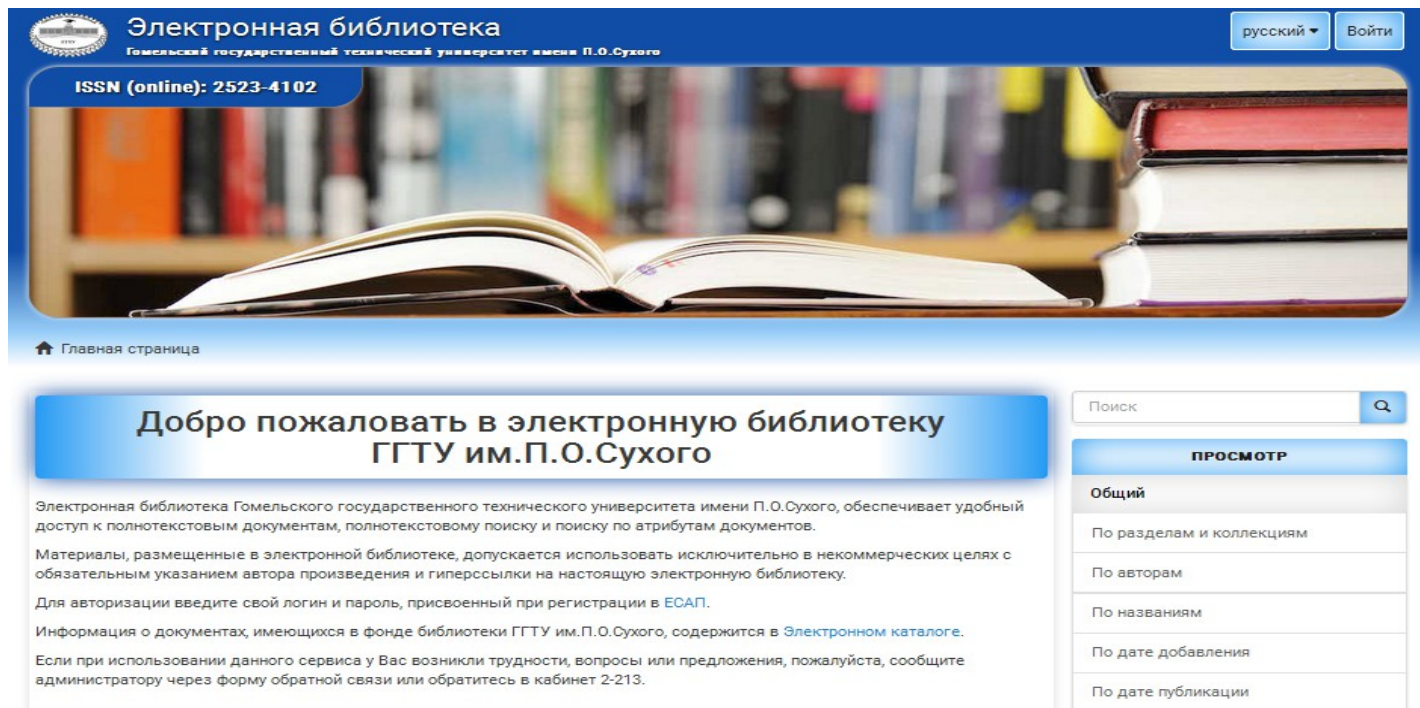 Электронная библиотека
Гомельский государственный технический университет имени П.О.Сухого
русский
Войти
ISSN (online): 2523-4102
Главная страница
Добро пожаловать в электронную библиотеку
ГГТУ им.П.О.Сухого
Электронная библиотека Гомельского государственного технического университета имени П.О.Сухого, обеспечивает удобный
доступ к полнотекстовым документам, полнотекстовому поиску и поиску по атрибутам документов.
Материалы, размещенные в электронной библиотеке, допускается использовать исключительно в некоммерческих целях с
обязательным указанием автора произведения и гиперссылки на настоящую электронную библиотеку.
Для авторизации введите свой логин и пароль, присвоенный при регистрации в ЕСАП.
Информация о документах, имеющихся в фонде библиотеки ГГТУ им.П.О.Сухого, содержится в Электронном каталоге.
Если при использовании данного сервиса у Вас возникли трудности, вопросы или предложения, пожалуйста, сообщите
администратору через форму обратной связи или обратитесь в кабинет 2-213.
Поиск
ПРОСМОТР
Общий
По разделам и коллекциям
По авторам
По названиям
По дате добавления
По дате публикации